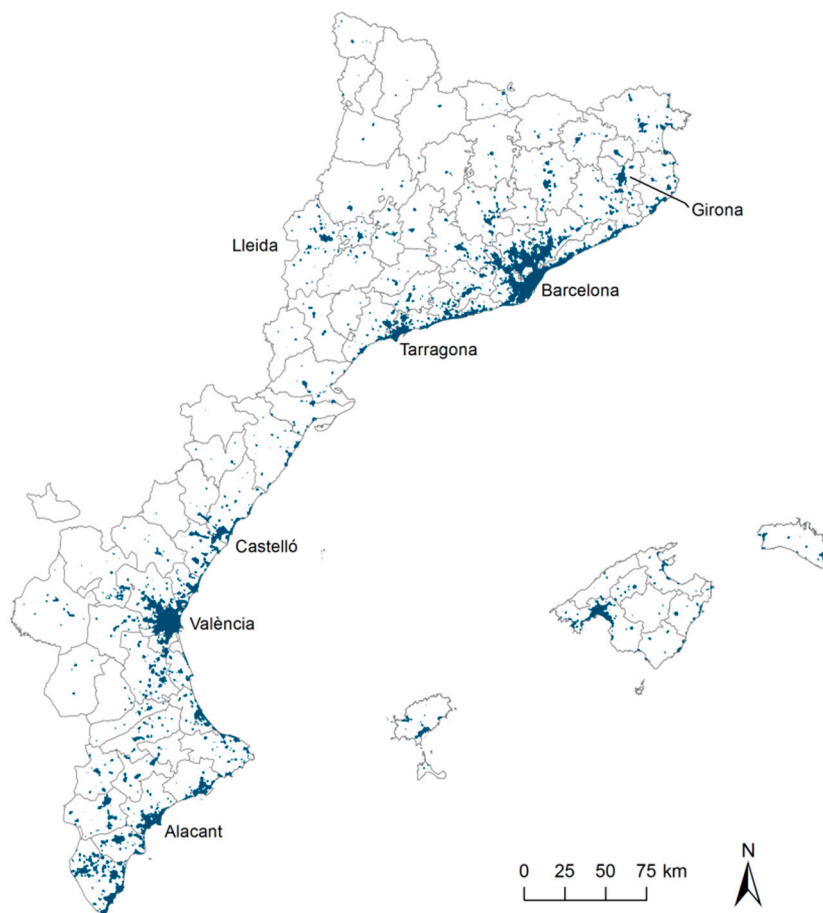 Girona
Lleida
Barcelona
Tarragona
Castelló
València
Alacant
N
0 25 50 75 km